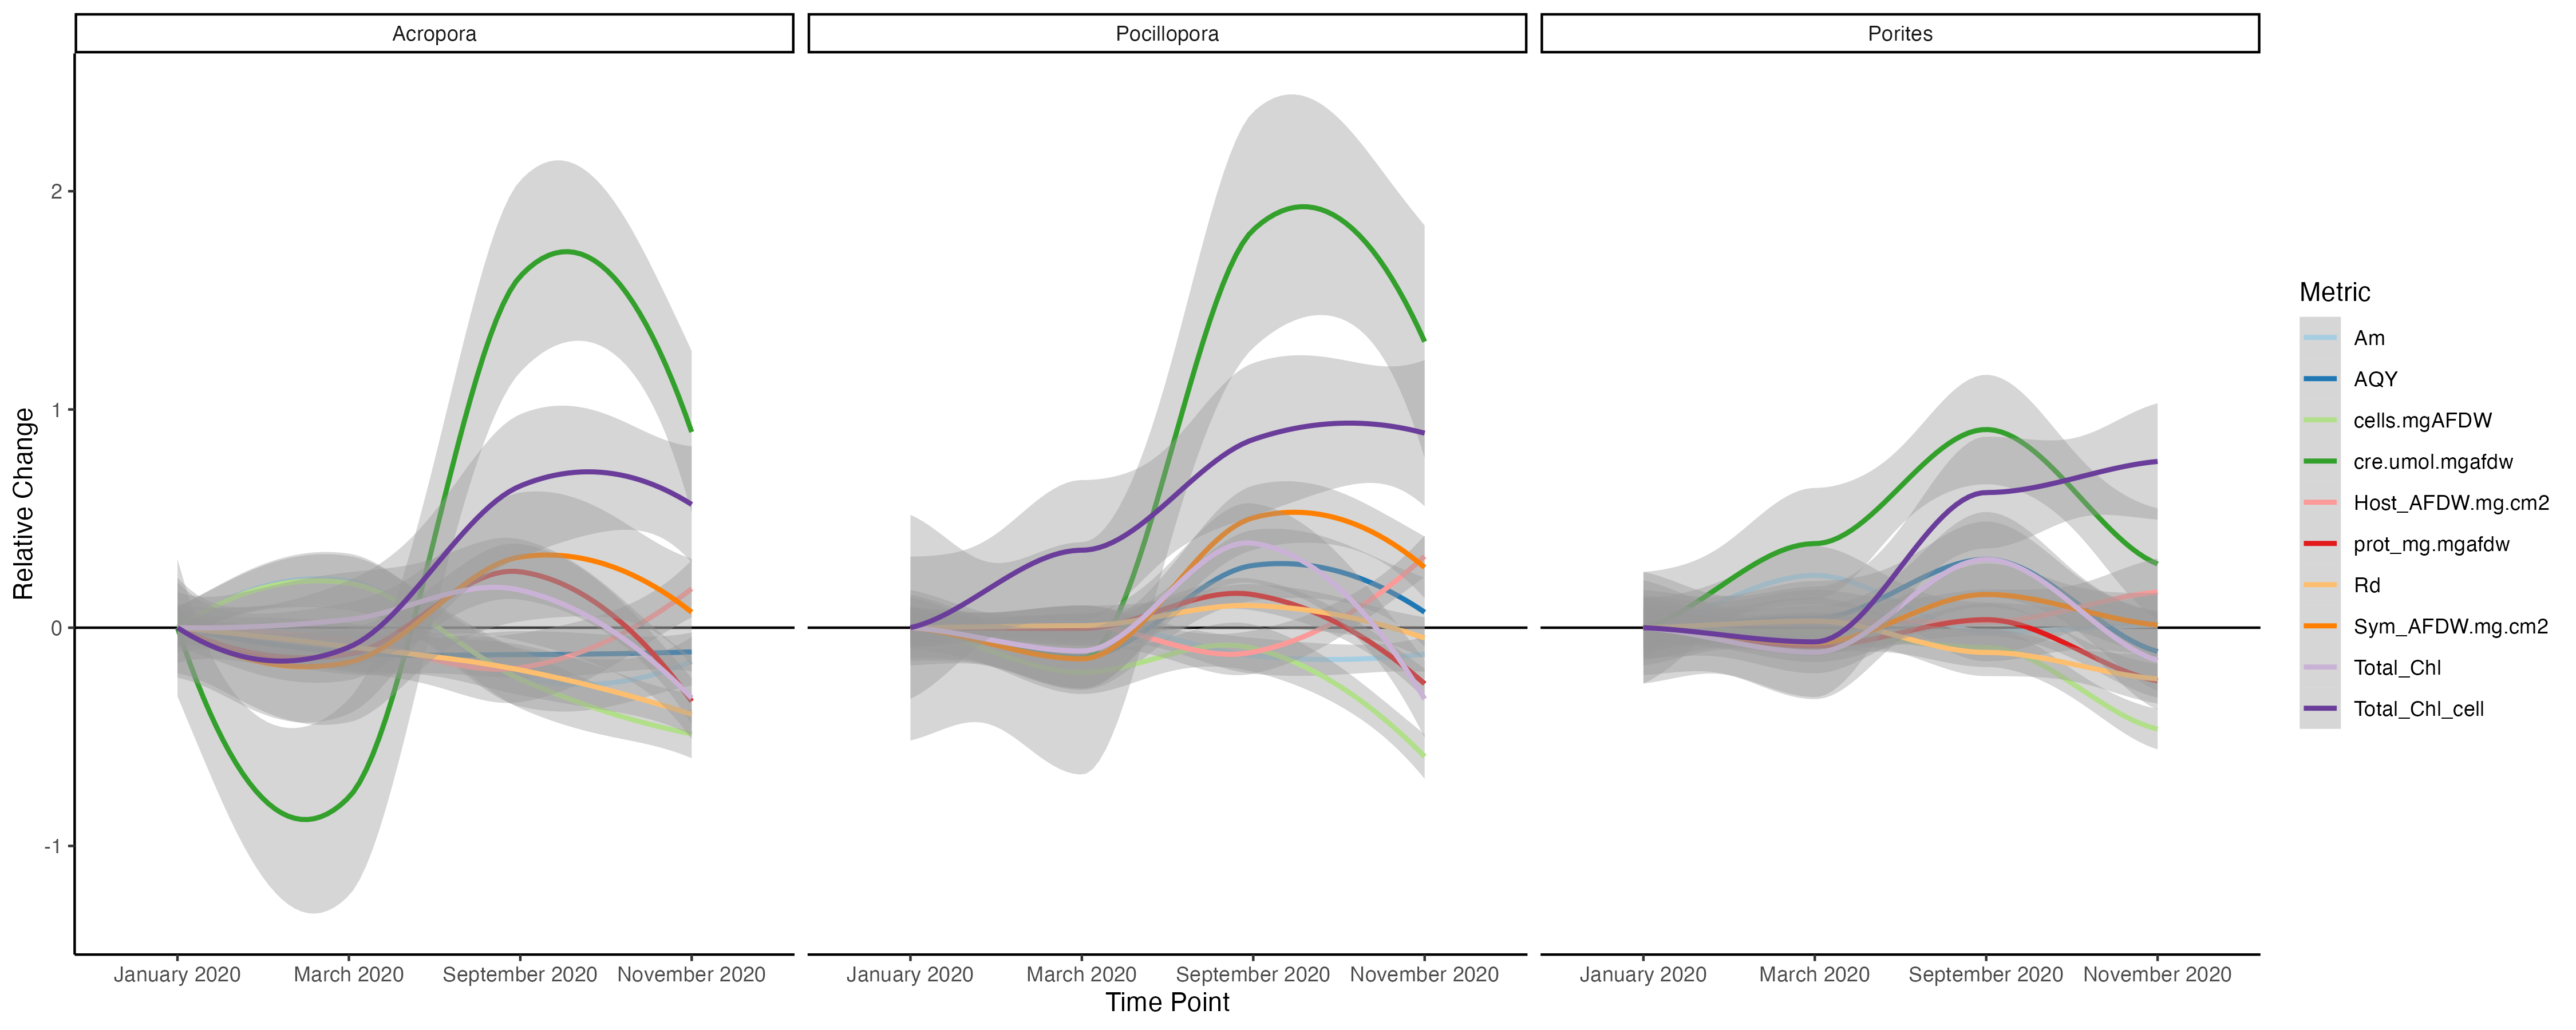 Acropora
Pocillopora
Porites
Relative Change
2
1
0
-1
January 2020
March 2020
September 2020
November 2020
January 2020
March 2020
September 2020
November 2020
January 2020
March 2020
September 2020
November 2020
Time Point
Metric
Am
AQY
cells.mgAFDW
cre.umol.mgafdw
Host_AFDW.mg.cm2
prot_mg.mgafdw
Rd
Sym_AFDW.mg.cm2
Total_Chl
Total_Chl_cell